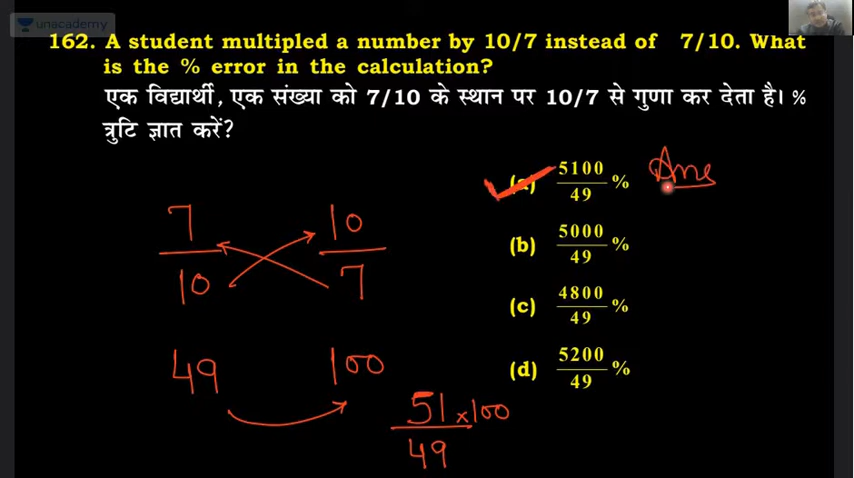 unacademy
162. A student multipled a number by 10/7 instead of 7/10. What
is the % error in the calculation?
एक विद्यार्थी, एक संख्या को 7/10 के स्थान पर 10/7 से गुणा कर देता है। %
त्रुटि ज्ञात करें?
(a) 5100/49 % Ans
(b) 5000/49 %
(c) 4800/49 %
(d) 5200/49 %
7/10 10/7
49 100
51/49 × 100